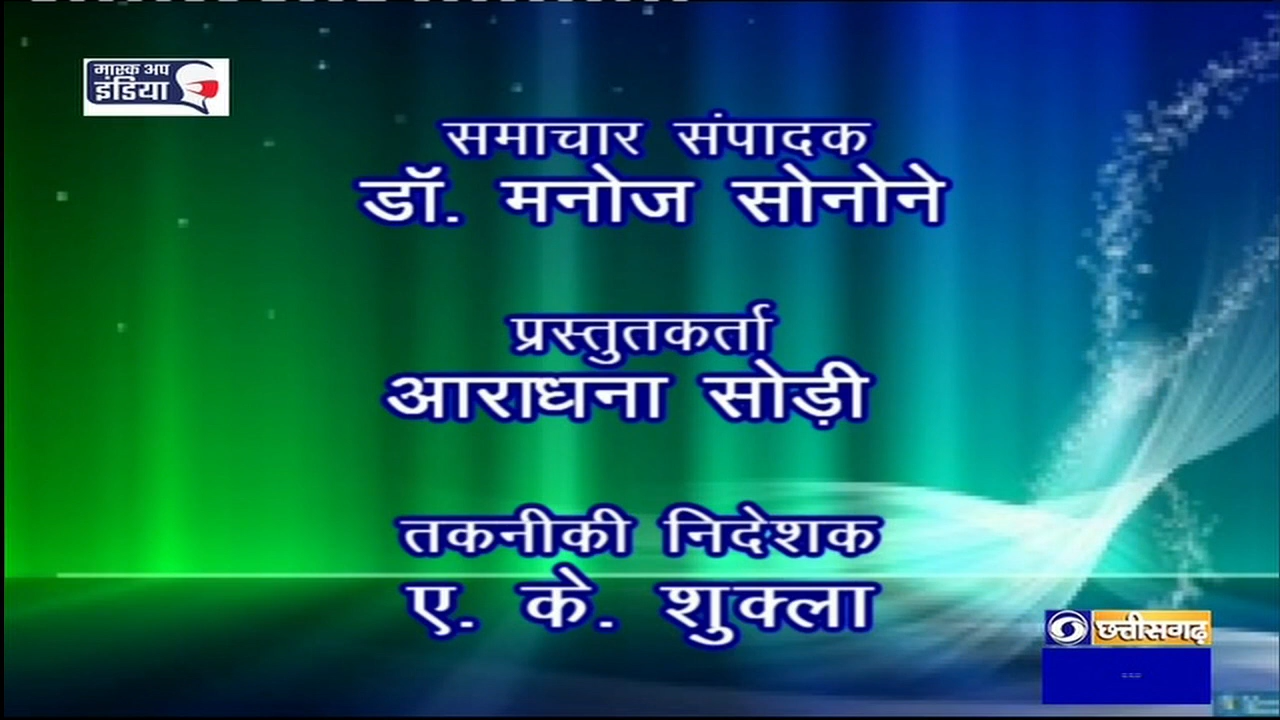 मास्क अप
इंडिया
समाचार संपादक
डॉ. मनोज सोनोने
प्रस्तुतकर्ता
आराधना सोड़ी
तकनीकी निदेशक
ए. के. शुक्ला
छत्तीसगढ़